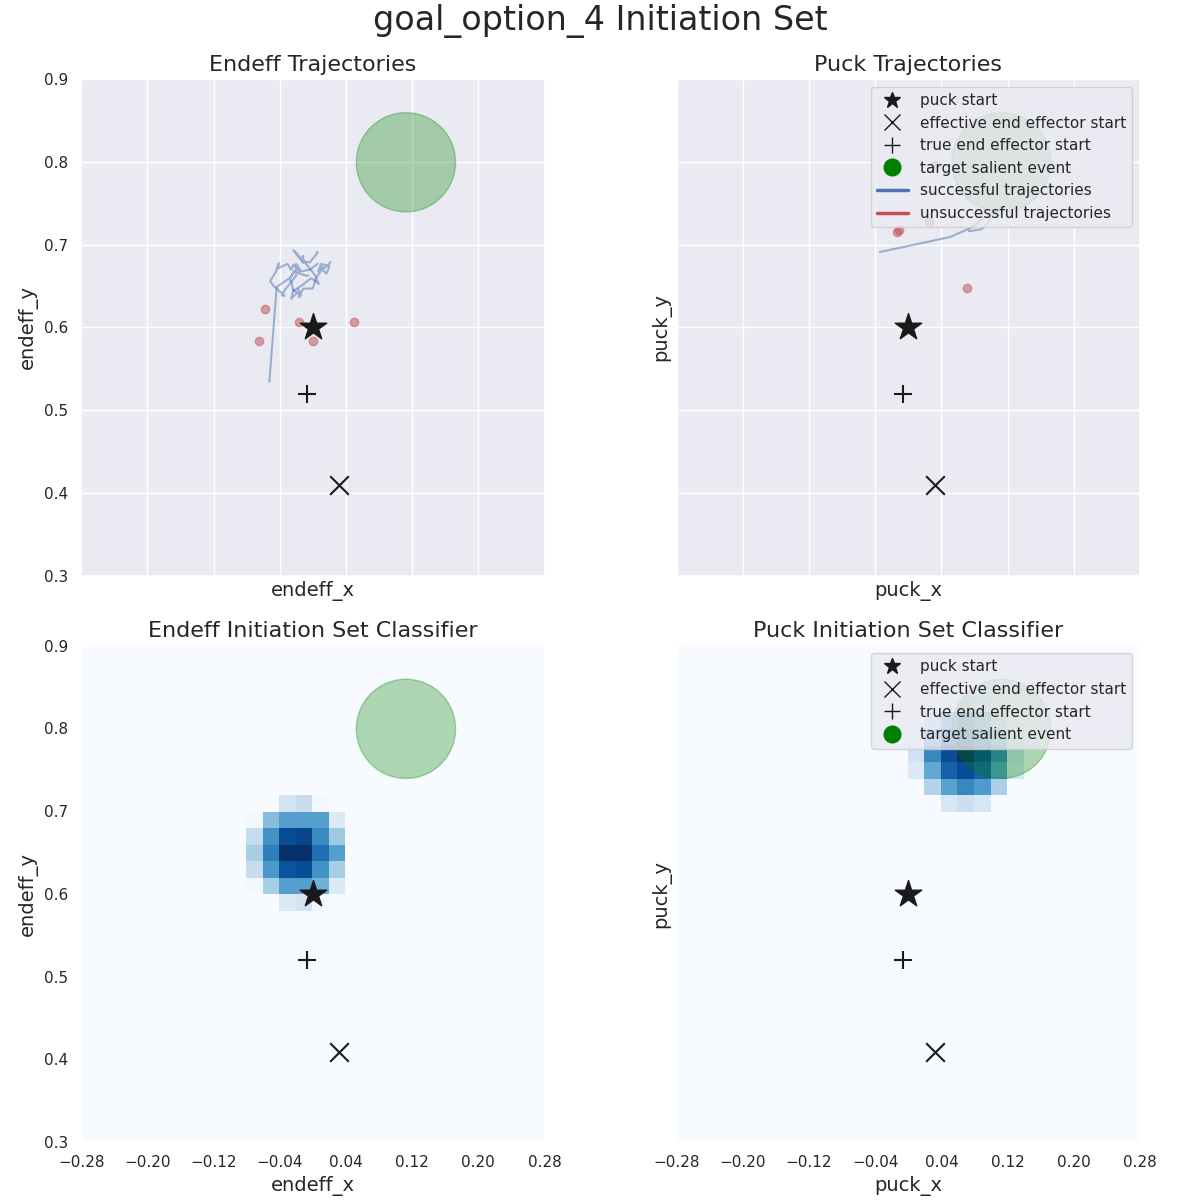 goal_option_4 Initiation Set
Endeff Trajectories
0.9
0.8
0.7
0.6
0.5
0.4
0.3
endeff_y
endeff_x
Puck Trajectories
puck start
effective end effector start
true end effector start
target salient event
successful trajectories
unsuccessful trajectories
puck_y
puck_x
Endeff Initiation Set Classifier
0.9
0.8
0.7
0.6
0.5
0.4
0.3
endeff_y
−0.28 −0.20 −0.12 −0.04 0.04 0.12 0.20 0.28
endeff_x
Puck Initiation Set Classifier
puck start
effective end effector start
true end effector start
target salient event
puck_y
−0.28 −0.20 −0.12 −0.04 0.04 0.12 0.20 0.28
puck_x